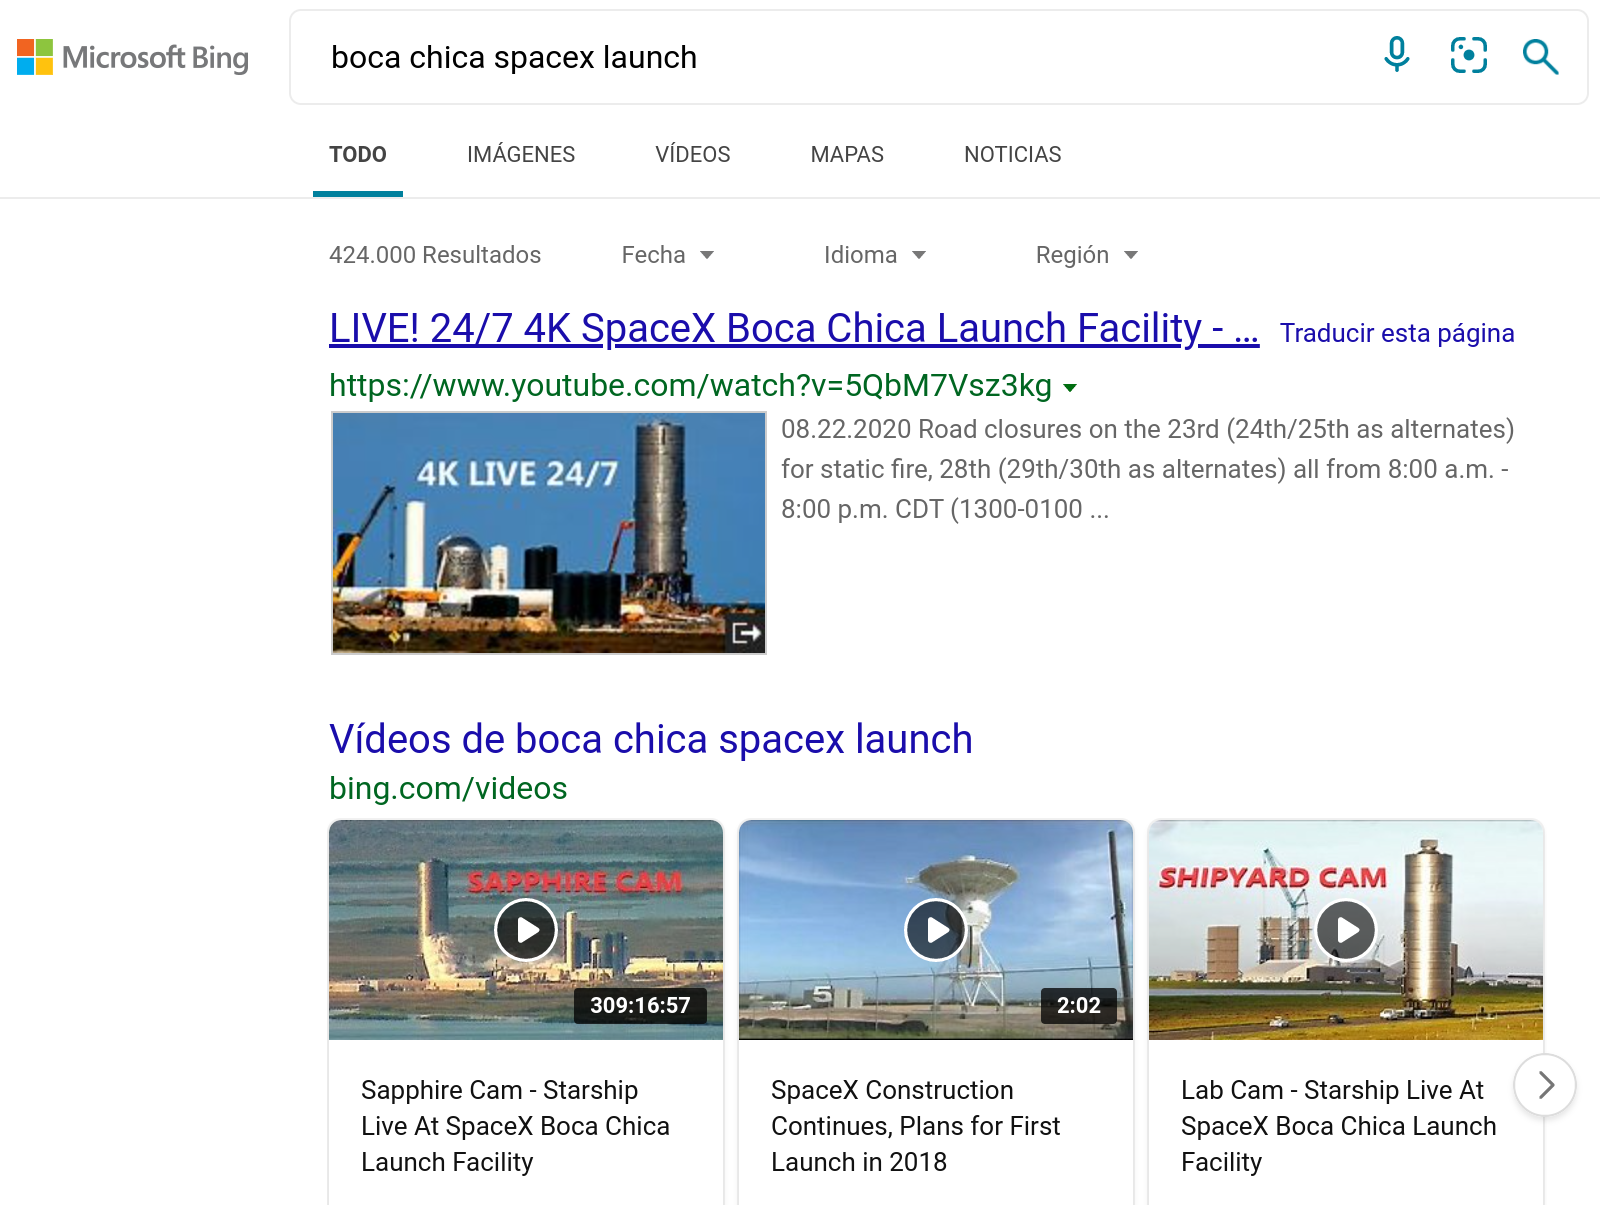 Microsoft Bing
boca chica spacex launch
TODO
IMÁGENES
VÍDEOS
MAPAS
NOTICIAS
424.000 Resultados
Fecha
Idioma
Región
LIVE! 24/7 4K SpaceX Boca Chica Launch Facility - ...
Traducir esta página
https://www.youtube.com/watch?v=5QbM7Vsz3kg
4K LIVE 24/7
08.22.2020 Road closures on the 23rd (24th/25th as alternates)
for static fire, 28th (29th/30th as alternates) all from 8:00 a.m. -
8:00 p.m. CDT (1300-0100 ...
Vídeos de boca chica spacex launch
bing.com/videos
SAPPHIRE CAM
309:16:57
Sapphire Cam - Starship
Live At SpaceX Boca Chica
Launch Facility
5
2:02
SpaceX Construction
Continues, Plans for First
Launch in 2018
SHIPYARD CAM
Lab Cam - Starship Live At
SpaceX Boca Chica Launch
Facility